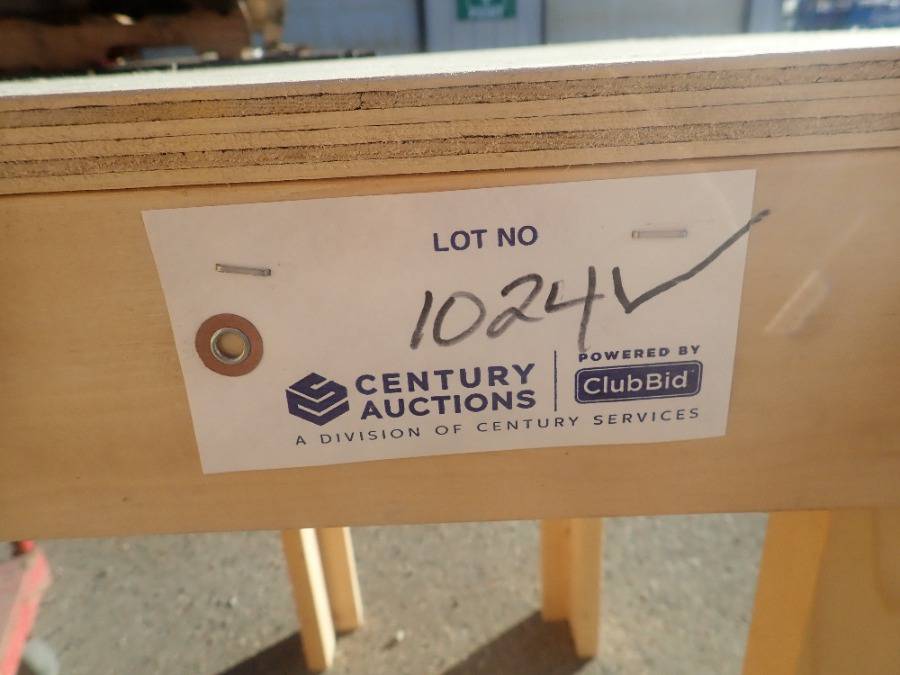 LOT NO
1024 ✓
CENTURY AUCTIONS
POWERED BY
ClubBid
A DIVISION OF CENTURY SERVICES